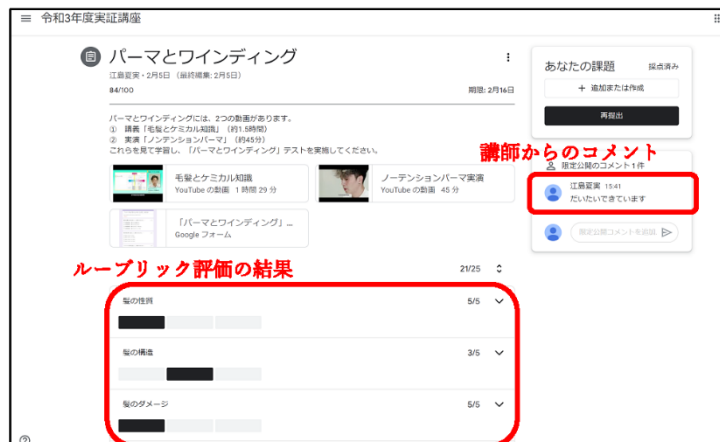 令和3年度実証講座
パーマとワインディング
江島夏実・2月5日 (最終編集: 2月5日)
84/100
期限: 2月16日
パーマとワインディングには、2つの動画があります。
① 講義「毛髪とケミカル知識」(約1.5時間)
② 実演「ノンテンションパーマ」(約45分)
これらを見て学習し、「パーマとワインディング」テストを実施してください。
毛髪とケミカル知識
YouTube の動画 1 時間 29 分
ノーテンションパーマ実演
YouTube の動画 45 分
「パーマとワインディング」...
Google フォーム
ルーブリック評価の結果
21/25
髪の性質
5/5
髪の構造
3/5
髪のダメージ
5/5
あなたの課題
採点済み
+ 追加または作成
再提出
講師からのコメント
限定公開のコメント 1 件
江島夏実 15:41
だいたいできています
限定公開コメントを追加